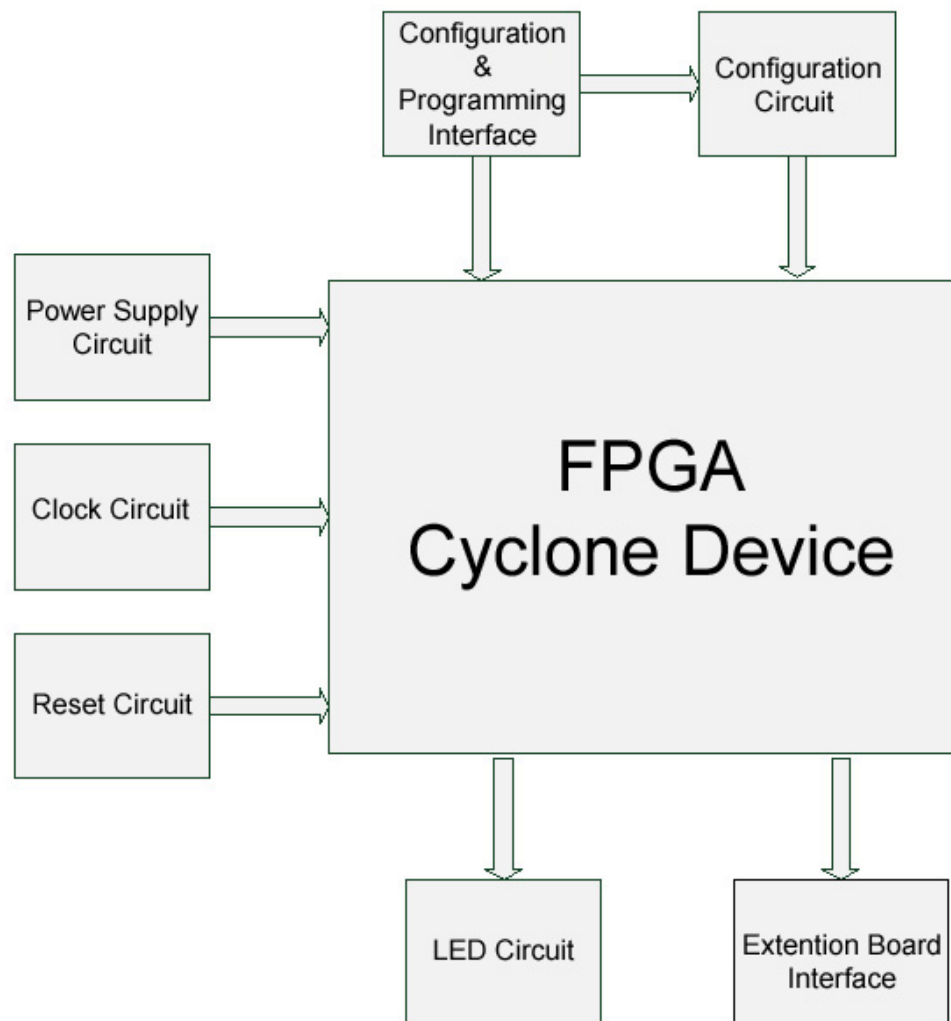 Configuration
&
Programming
Interface
Configuration
Circuit
Power Supply
Circuit
Clock Circuit
Reset Circuit
FPGA
Cyclone Device
LED Circuit
Extention Board
Interface